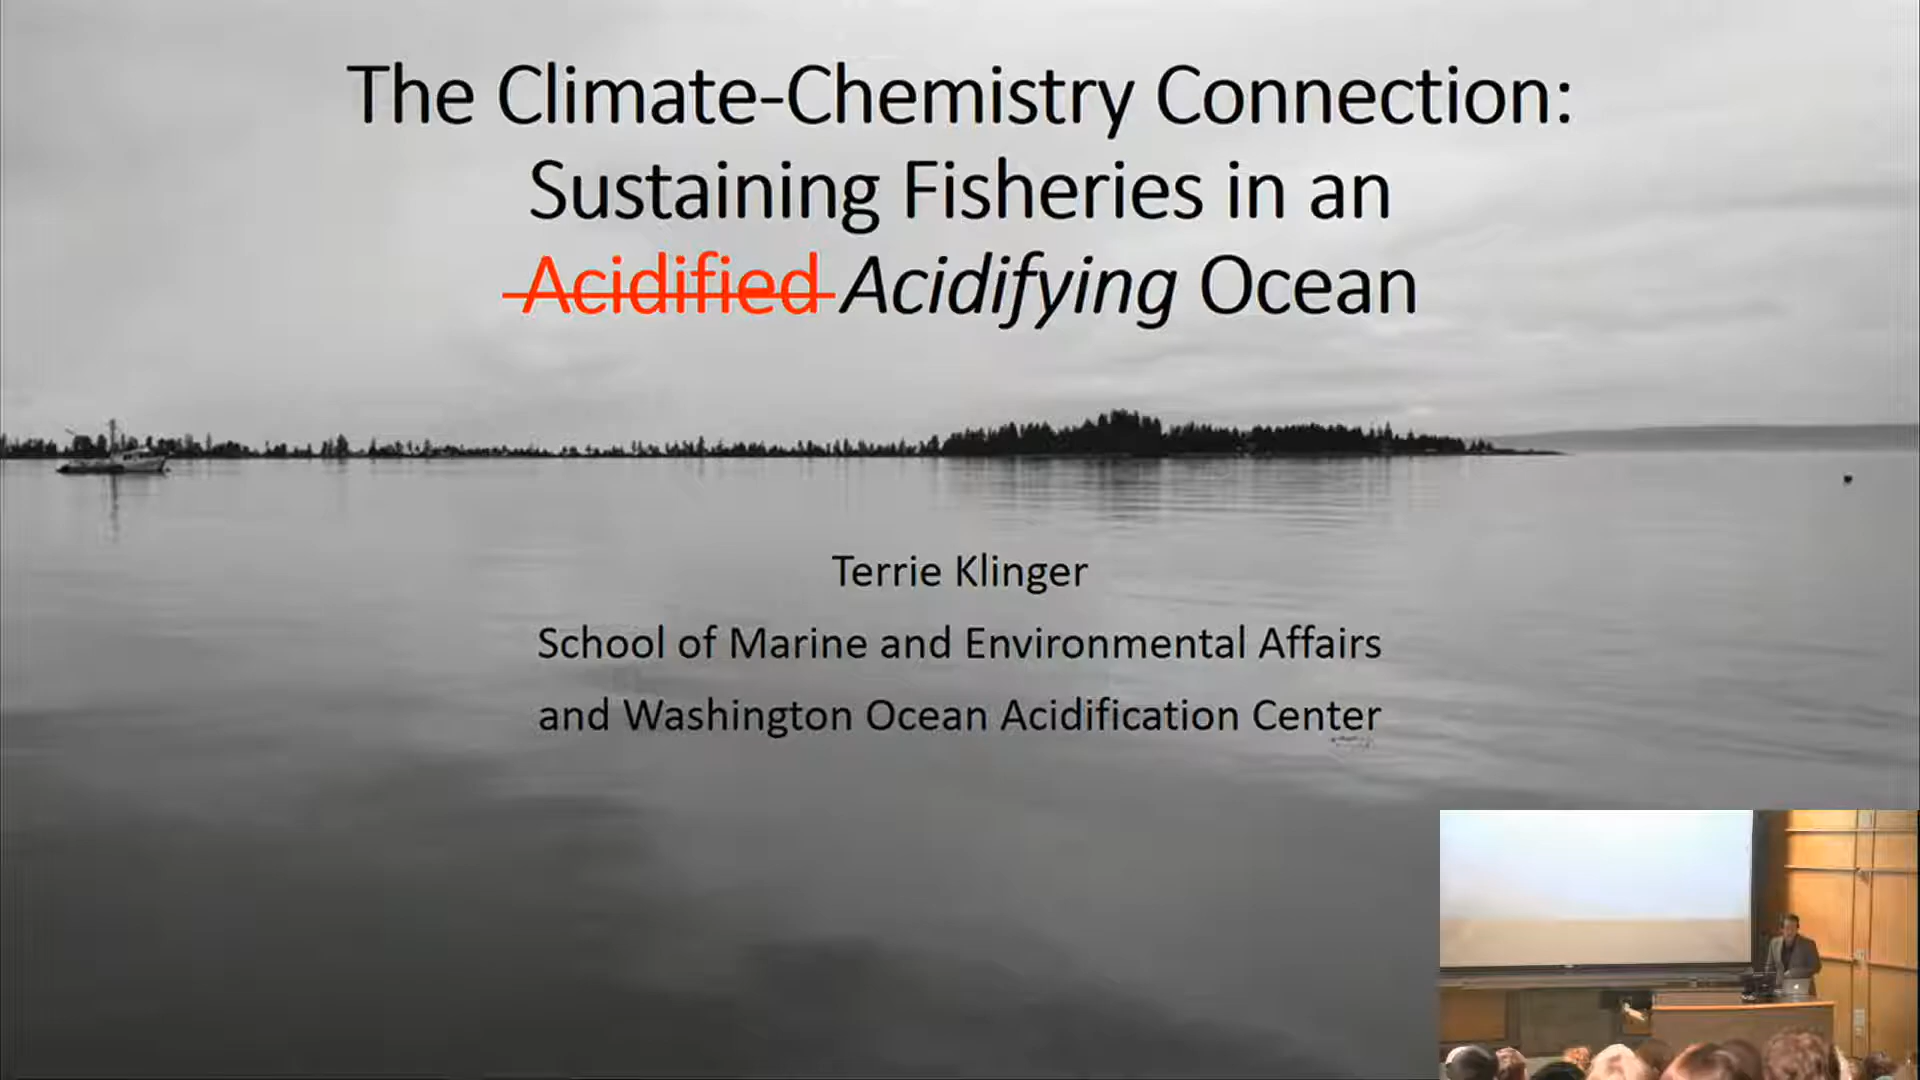 The Climate-Chemistry Connection:
Sustaining Fisheries in an
Acidified Acidifying Ocean
Terrie Klinger
School of Marine and Environmental Affairs
and Washington Ocean Acidification Center